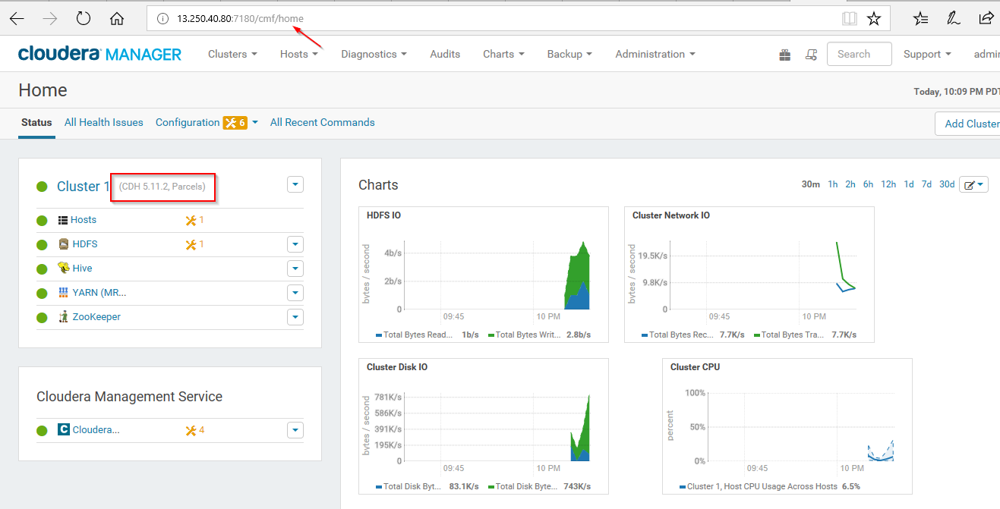 13.250.40.80:7180/cmf/home
cloudera MANAGER Clusters Hosts Diagnostics Audits Charts Backup Administration Search Support admin
Home
Today, 10:09 PM PDT
Status All Health Issues Configuration 6 All Recent Commands
Add Cluster
Cluster 1 (CDH 5.11.2, Parcels)
Hosts 1
HDFS 1
Hive
YARN (MR...
ZooKeeper
Cloudera Management Service
C Cloudera... 4
Charts
30m 1h 2h 6h 12h 1d 7d 30d
HDFS IO
bytes / second
4b/s
2b/s
0
09:45 10 PM
Total Bytes Read... 1b/s Total Bytes Writ... 2.8b/s
Cluster Network IO
bytes / second
19.5K/s
9.8K/s
0
09:45 10 PM
Total Bytes Rec... 7.7K/s Total Bytes Tra... 7.7K/s
Cluster Disk IO
bytes / second
781K/s
586K/s
391K/s
195K/s
0
09:45 10 PM
Total Disk Byt... 83.1K/s Total Disk Byte... 743K/s
Cluster CPU
percent
100%
50%
0%
09:45 10 PM
Cluster 1, Host CPU Usage Across Hosts 6.5%